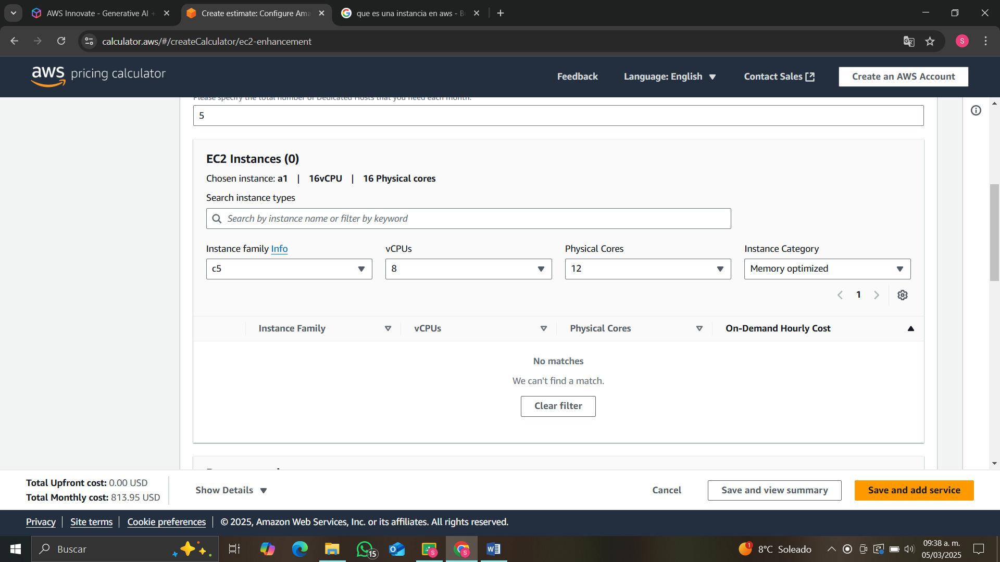 AWS Innovate - Generative AI +
Create estimate: Configure Ama
que es una instancia en aws - B
calculator.aws/#/createCalculator/ec2-enhancement
S
aws pricing calculator
Feedback
Language: English
Contact Sales
Create an AWS Account
Please specify the total number of Dedicated Hosts that you need each month.
5
EC2 Instances (0)
Chosen instance: a1 | 16vCPU | 16 Physical cores
Search instance types
Search by instance name or filter by keyword
Instance family Info
vCPUs
Physical Cores
Instance Category
c5
8
12
Memory optimized
1
Instance Family
vCPUs
Physical Cores
On-Demand Hourly Cost
No matches
We can't find a match.
Clear filter
Total Upfront cost: 0.00 USD
Total Monthly cost: 813.95 USD
Show Details
Cancel
Save and view summary
Save and add service
Privacy | Site terms | Cookie preferences | © 2025, Amazon Web Services, Inc. or its affiliates. All rights reserved.
Buscar
15
S
S
1
8°C Soleado
09:38 a. m.
05/03/2025